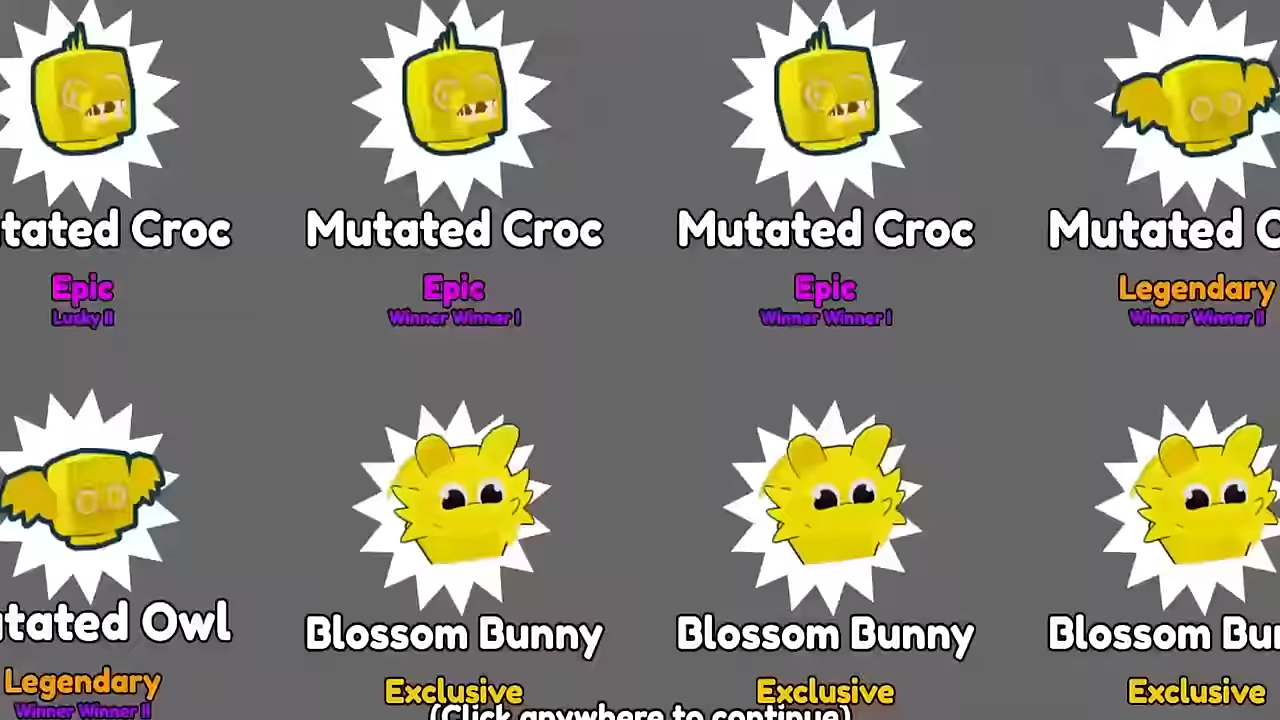 tated Croc
Mutated Croc
Mutated Croc
Mutated O
Epic
Epic
Epic
Legendary
Lucky II
Winner Winner I
Winner Winner I
Winner Winner II
tated Owl
Blossom Bunny
Blossom Bunny
Blossom Bun
Legendary
Exclusive
Exclusive
Exclusive
Winner Winner II
(Click anywhere to continue)